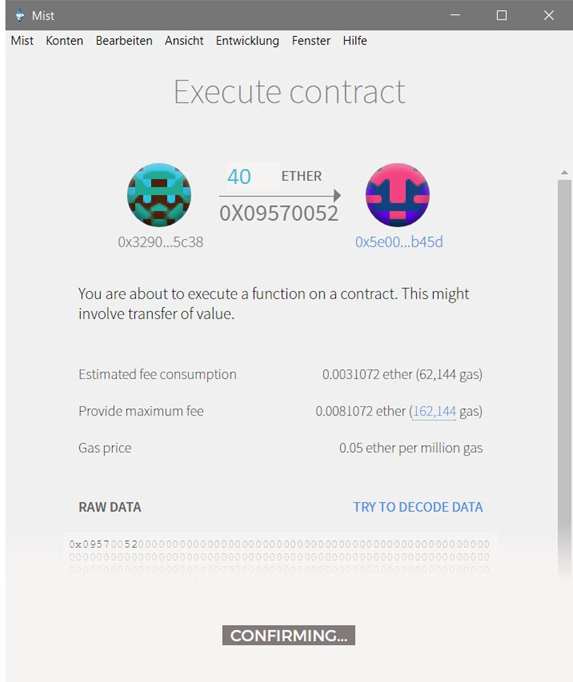 Mist
Mist Konten Bearbeiten Ansicht Entwicklung Fenster Hilfe
Execute contract
40 ETHER
0X09570052
0x3290...5c38 0x5e00...b45d
You are about to execute a function on a contract. This might
involve transfer of value.
Estimated fee consumption 0.0031072 ether (62,144 gas)
Provide maximum fee 0.0081072 ether (162,144 gas)
Gas price 0.05 ether per million gas
RAW DATA TRY TO DECODE DATA
CONFIRMING...